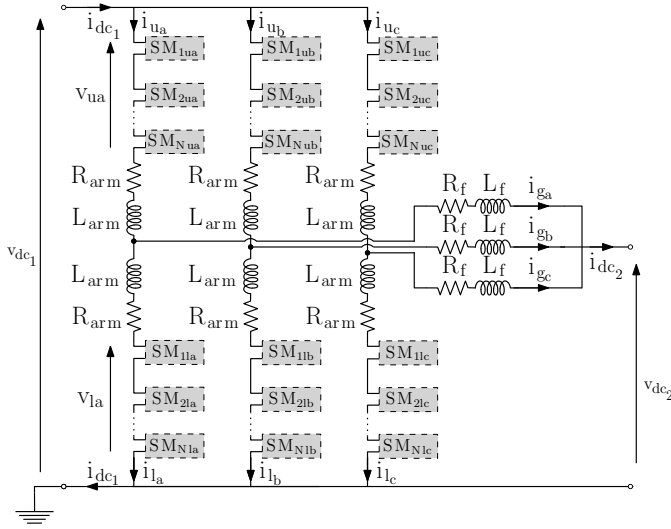 i_dc1 i_ua i_ub i_uc
SM_1ua SM_1ub SM_1uc
v_ua SM_2ua SM_2ub SM_2uc
SM_Nua SM_Nub SM_Nuc
R_arm R_arm R_arm
R_f L_f i_ga
L_arm L_arm L_arm
R_f L_f i_gb
v_dc1
i_dc2
R_f L_f i_gc
L_arm L_arm L_arm
R_arm R_arm R_arm
SM_1la SM_1lb SM_1lc
v_la SM_2la SM_2lb SM_2lc
v_dc2
SM_Nla SM_Nlb SM_Nlc
i_dc1 i_la i_lb i_lc